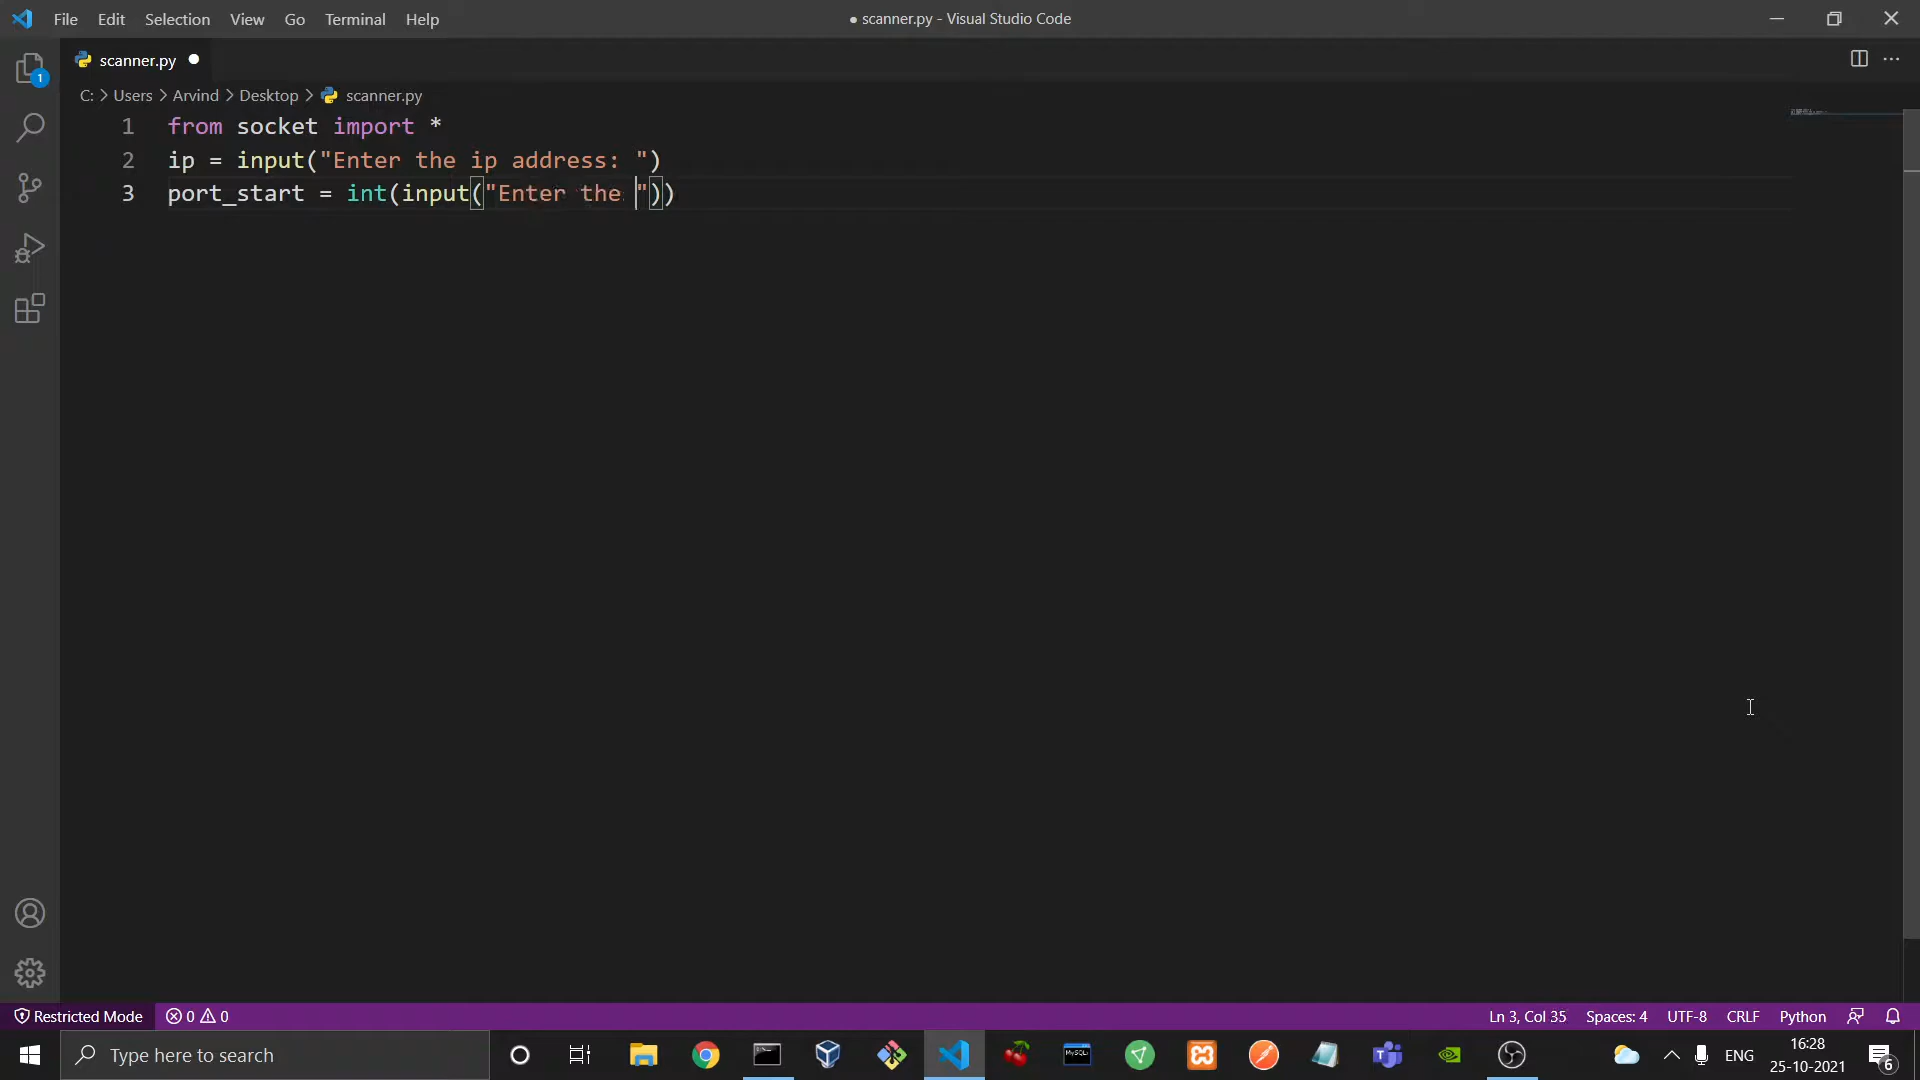 File Edit Selection View Go Terminal Help
● scanner.py - Visual Studio Code
1
scanner.py ●
C: > Users > Arvind > Desktop > scanner.py
1 from socket import *
2 ip = input("Enter the ip address: ")
3 port_start = int(input("Enter the "))
Restricted Mode 0 0
Ln 3, Col 35 Spaces: 4 UTF-8 CRLF Python
Type here to search
MySQL
ENG
16:28
25-10-2021
6